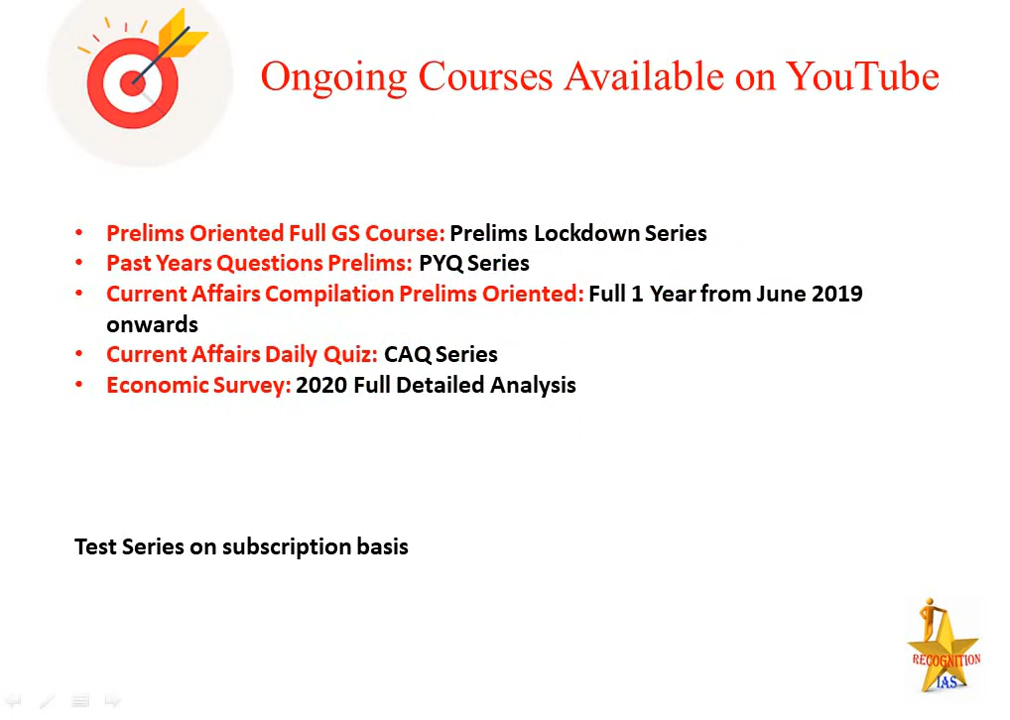 Ongoing Courses Available on YouTube
• Prelims Oriented Full GS Course: Prelims Lockdown Series
• Past Years Questions Prelims: PYQ Series
• Current Affairs Compilation Prelims Oriented: Full 1 Year from June 2019
onwards
• Current Affairs Daily Quiz: CAQ Series
• Economic Survey: 2020 Full Detailed Analysis
Test Series on subscription basis
RECOGNITION
IAS